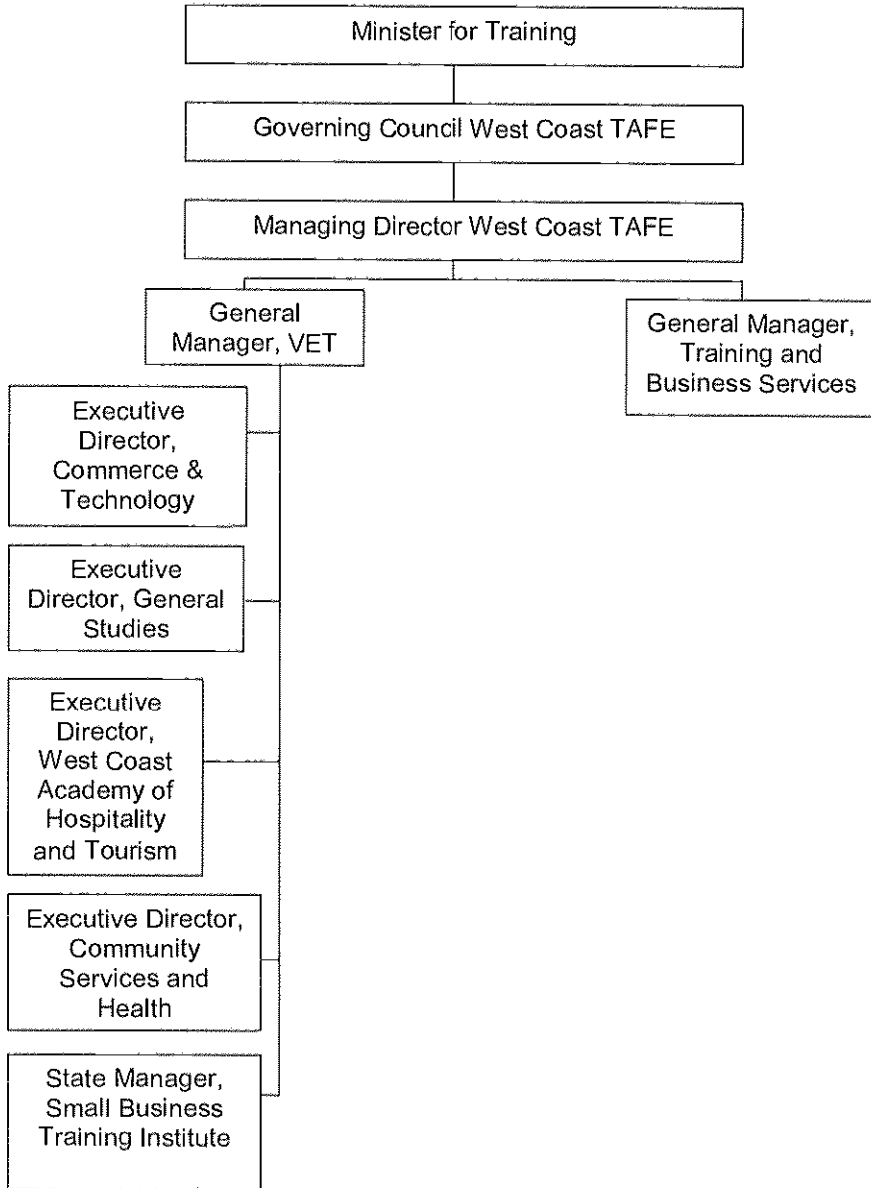 Minister for Training
Governing Council West Coast TAFE
Managing Director West Coast TAFE
General
Manager, VET
General Manager,
Training and
Business Services
Executive
Director,
Commerce &
Technology
Executive
Director, General
Studies
Executive
Director,
West Coast
Academy of
Hospitality
and Tourism
Executive Director,
Community
Services and
Health
State Manager,
Small Business
Training Institute